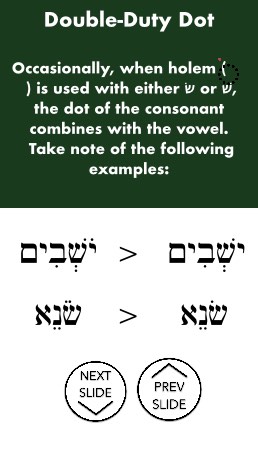 Double-Duty Dot
Occasionally, when holem ( ◌ֹ
) is used with either שׂ or שׁ,
the dot of the consonant
combines with the vowel.
Take note of the following
examples:
‎יֹשְׁבִים‎ > ‎ישְׁבִים‎
‎שֹׂנֵא‎ > ‎שׂנֵא‎
NEXT
SLIDE
PREV
SLIDE